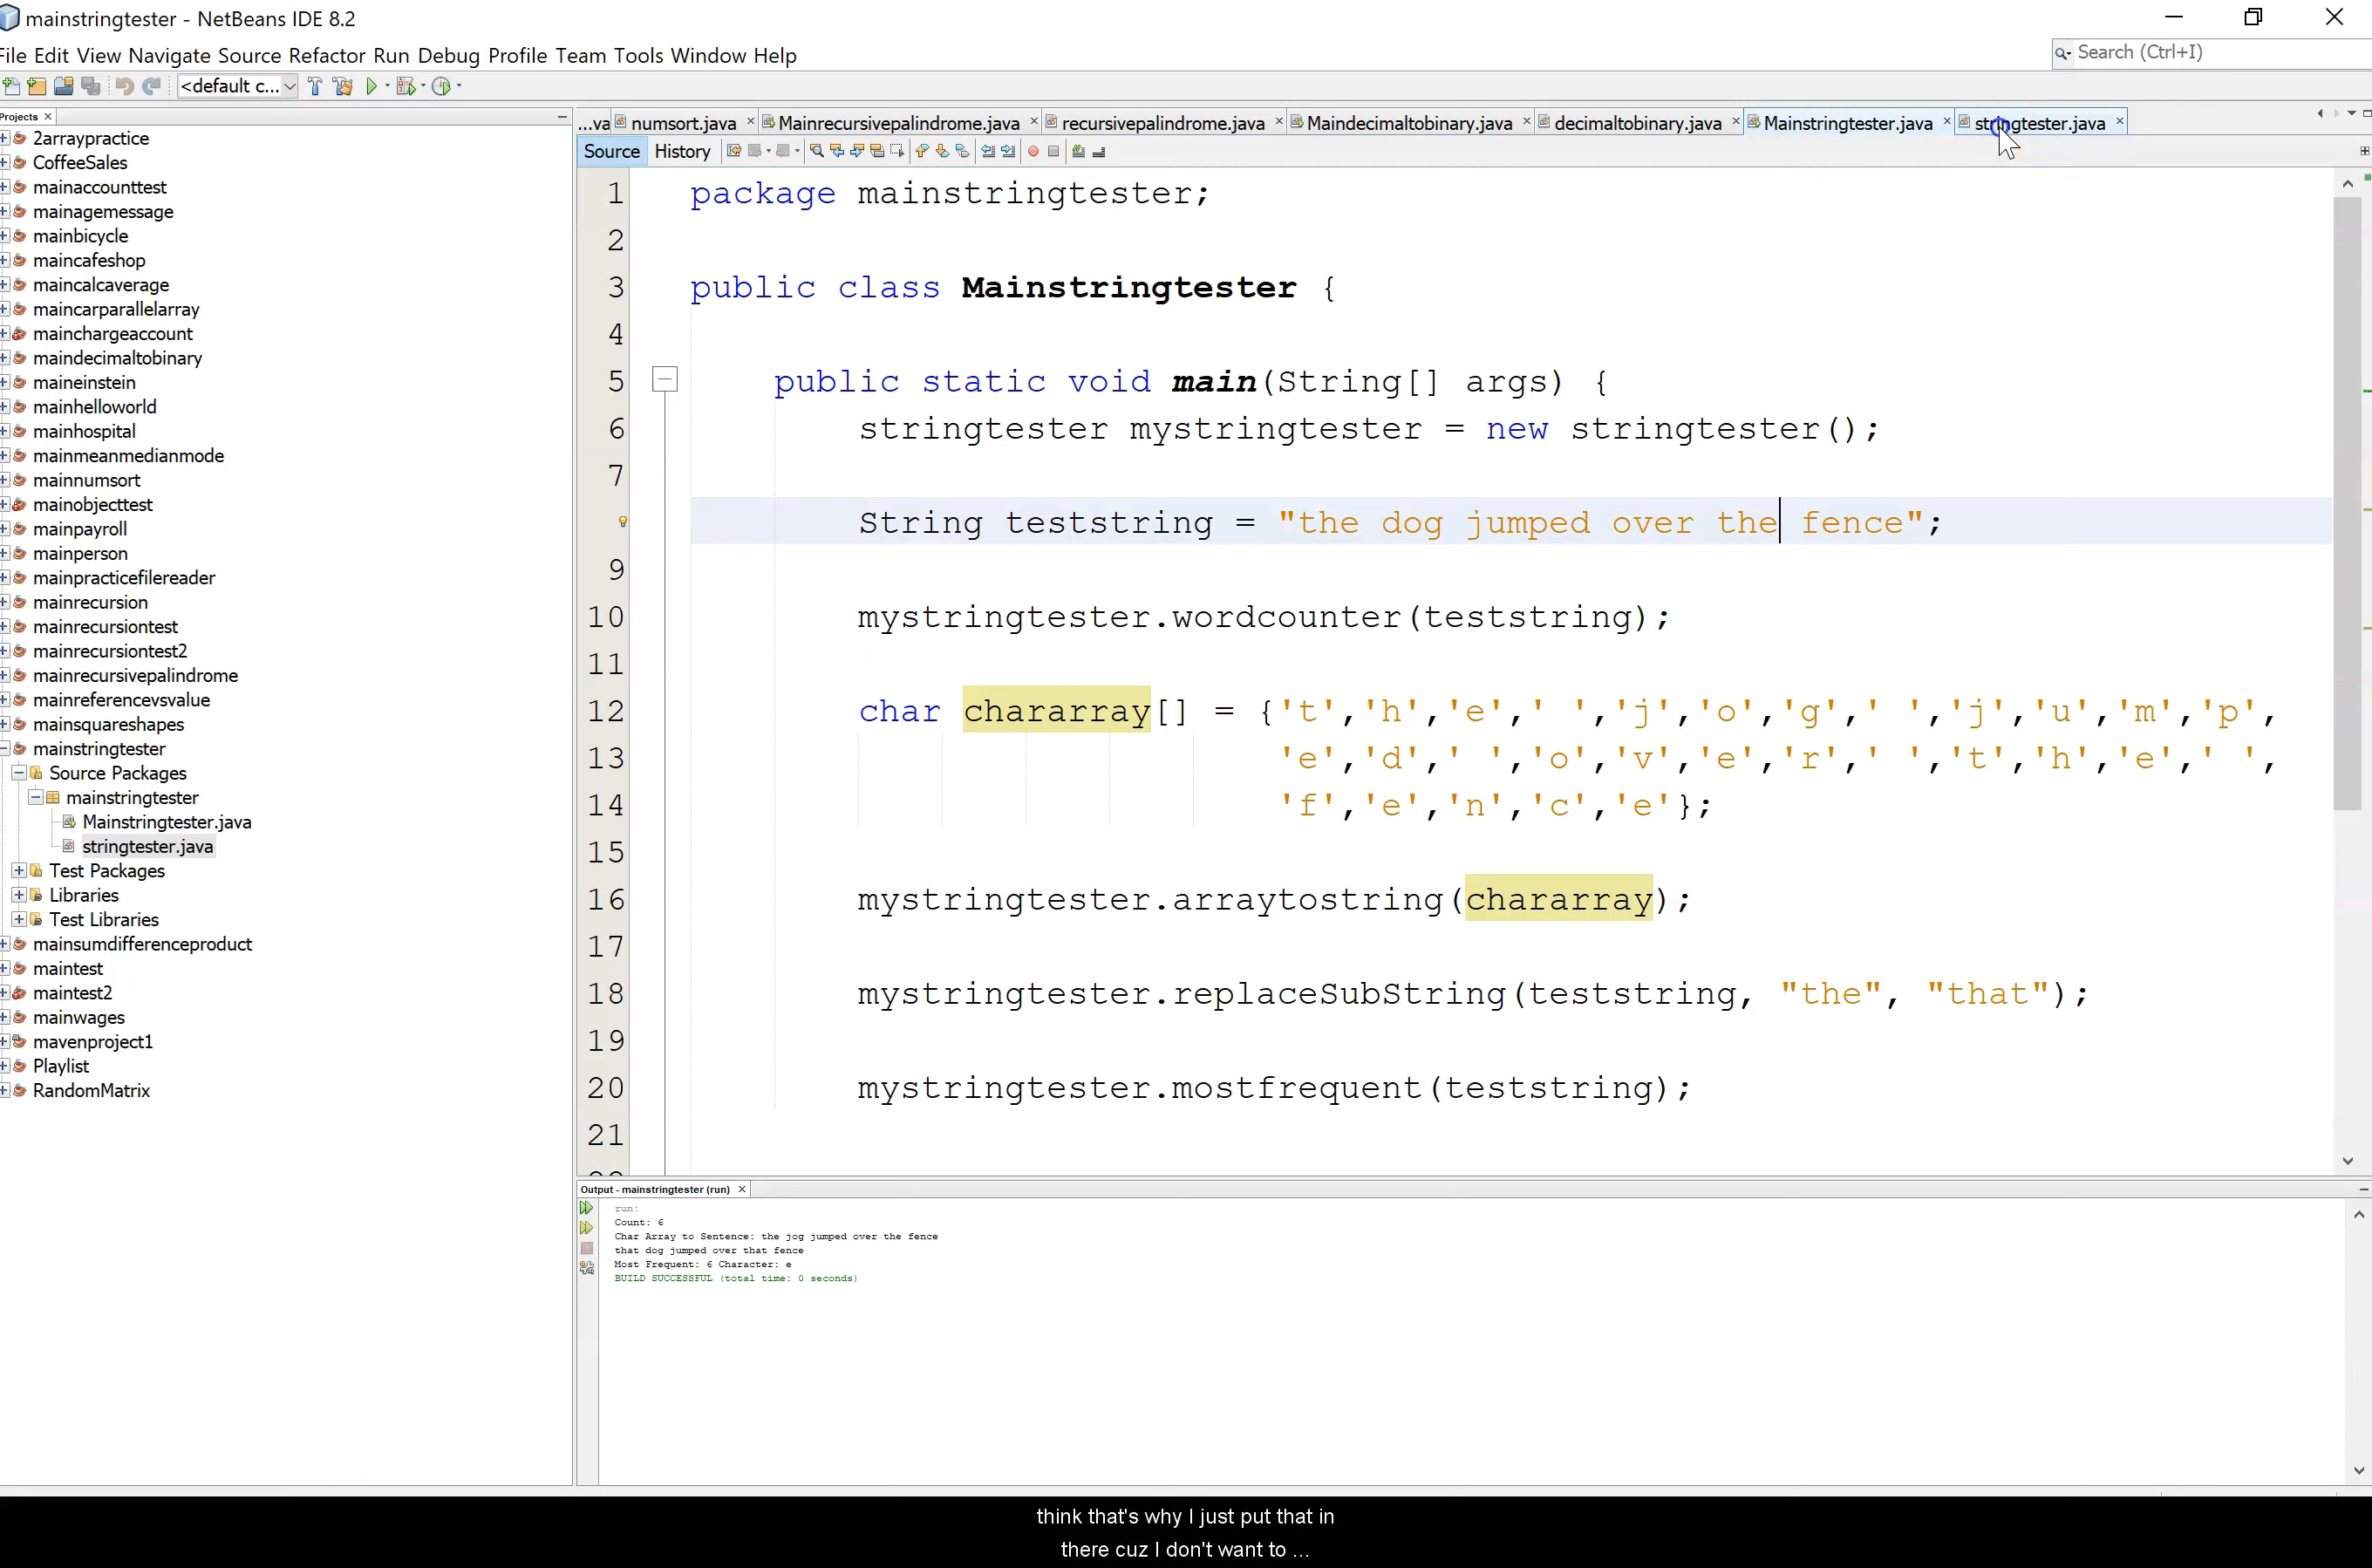 mainstringtester - NetBeans IDE 8.2
File Edit View Navigate Source Refactor Run Debug Profile Team Tools Window Help
Search (Ctrl+I)
<default c...
Projects
...va numsort.java Mainrecursivepalindrome.java recursivepalindrome.java Maindecimaltobinary.java decimaltobinary.java Mainstringtester.java stringtester.java
Source History
2arraypractice
CoffeeSales
mainaccounttest
mainagemessage
mainbicycle
maincafeshop
maincalcaverage
maincarparallelarray
mainchargeaccount
maindecimaltobinary
maineinstein
mainhelloworld
mainhospital
mainmeanmedianmode
mainnumsort
mainobjecttest
mainpayroll
mainperson
mainpracticefilereader
mainrecursion
mainrecursiontest
mainrecursiontest2
mainrecursivepalindrome
mainreferencevsvalue
mainsquareshapes
mainstringtester
Source Packages
mainstringtester
Mainstringtester.java
stringtester.java
Test Packages
Libraries
Test Libraries
mainsumdifferenceproduct
maintest
maintest2
mainwages
mavenproject1
Playlist
RandomMatrix
1 package mainstringtester;
2
3 public class Mainstringtester {
4
5 public static void main(String[] args) {
6 stringtester mystringtester = new stringtester();
7
String teststring = "the dog jumped over the fence";
9
10 mystringtester.wordcounter(teststring);
11
12 char chararray[] = {'t','h','e',' ','j','o','g',' ','j','u','m','p',
13 'e','d',' ','o','v','e','r',' ','t','h','e',' ',
14 'f','e','n','c','e'};
15
16 mystringtester.arraytostring(chararray);
17
18 mystringtester.replaceSubString(teststring, "the", "that");
19
20 mystringtester.mostfrequent(teststring);
21
Output - mainstringtester (run)
run:
Count: 6
Char Array to Sentence: the jog jumped over the fence
that dog jumped over that fence
Most Frequent: 6 Character: e
BUILD SUCCESSFUL (total time: 0 seconds)
think that's why I just put that in
there cuz I don't want to ...